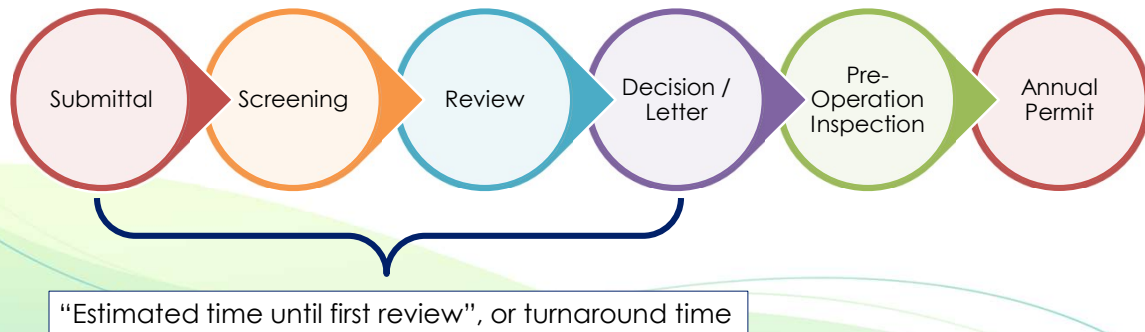 Submittal
Screening
Review
Decision /
Letter
Pre-
Operation
Inspection
Annual
Permit
“Estimated time until first review”, or turnaround time